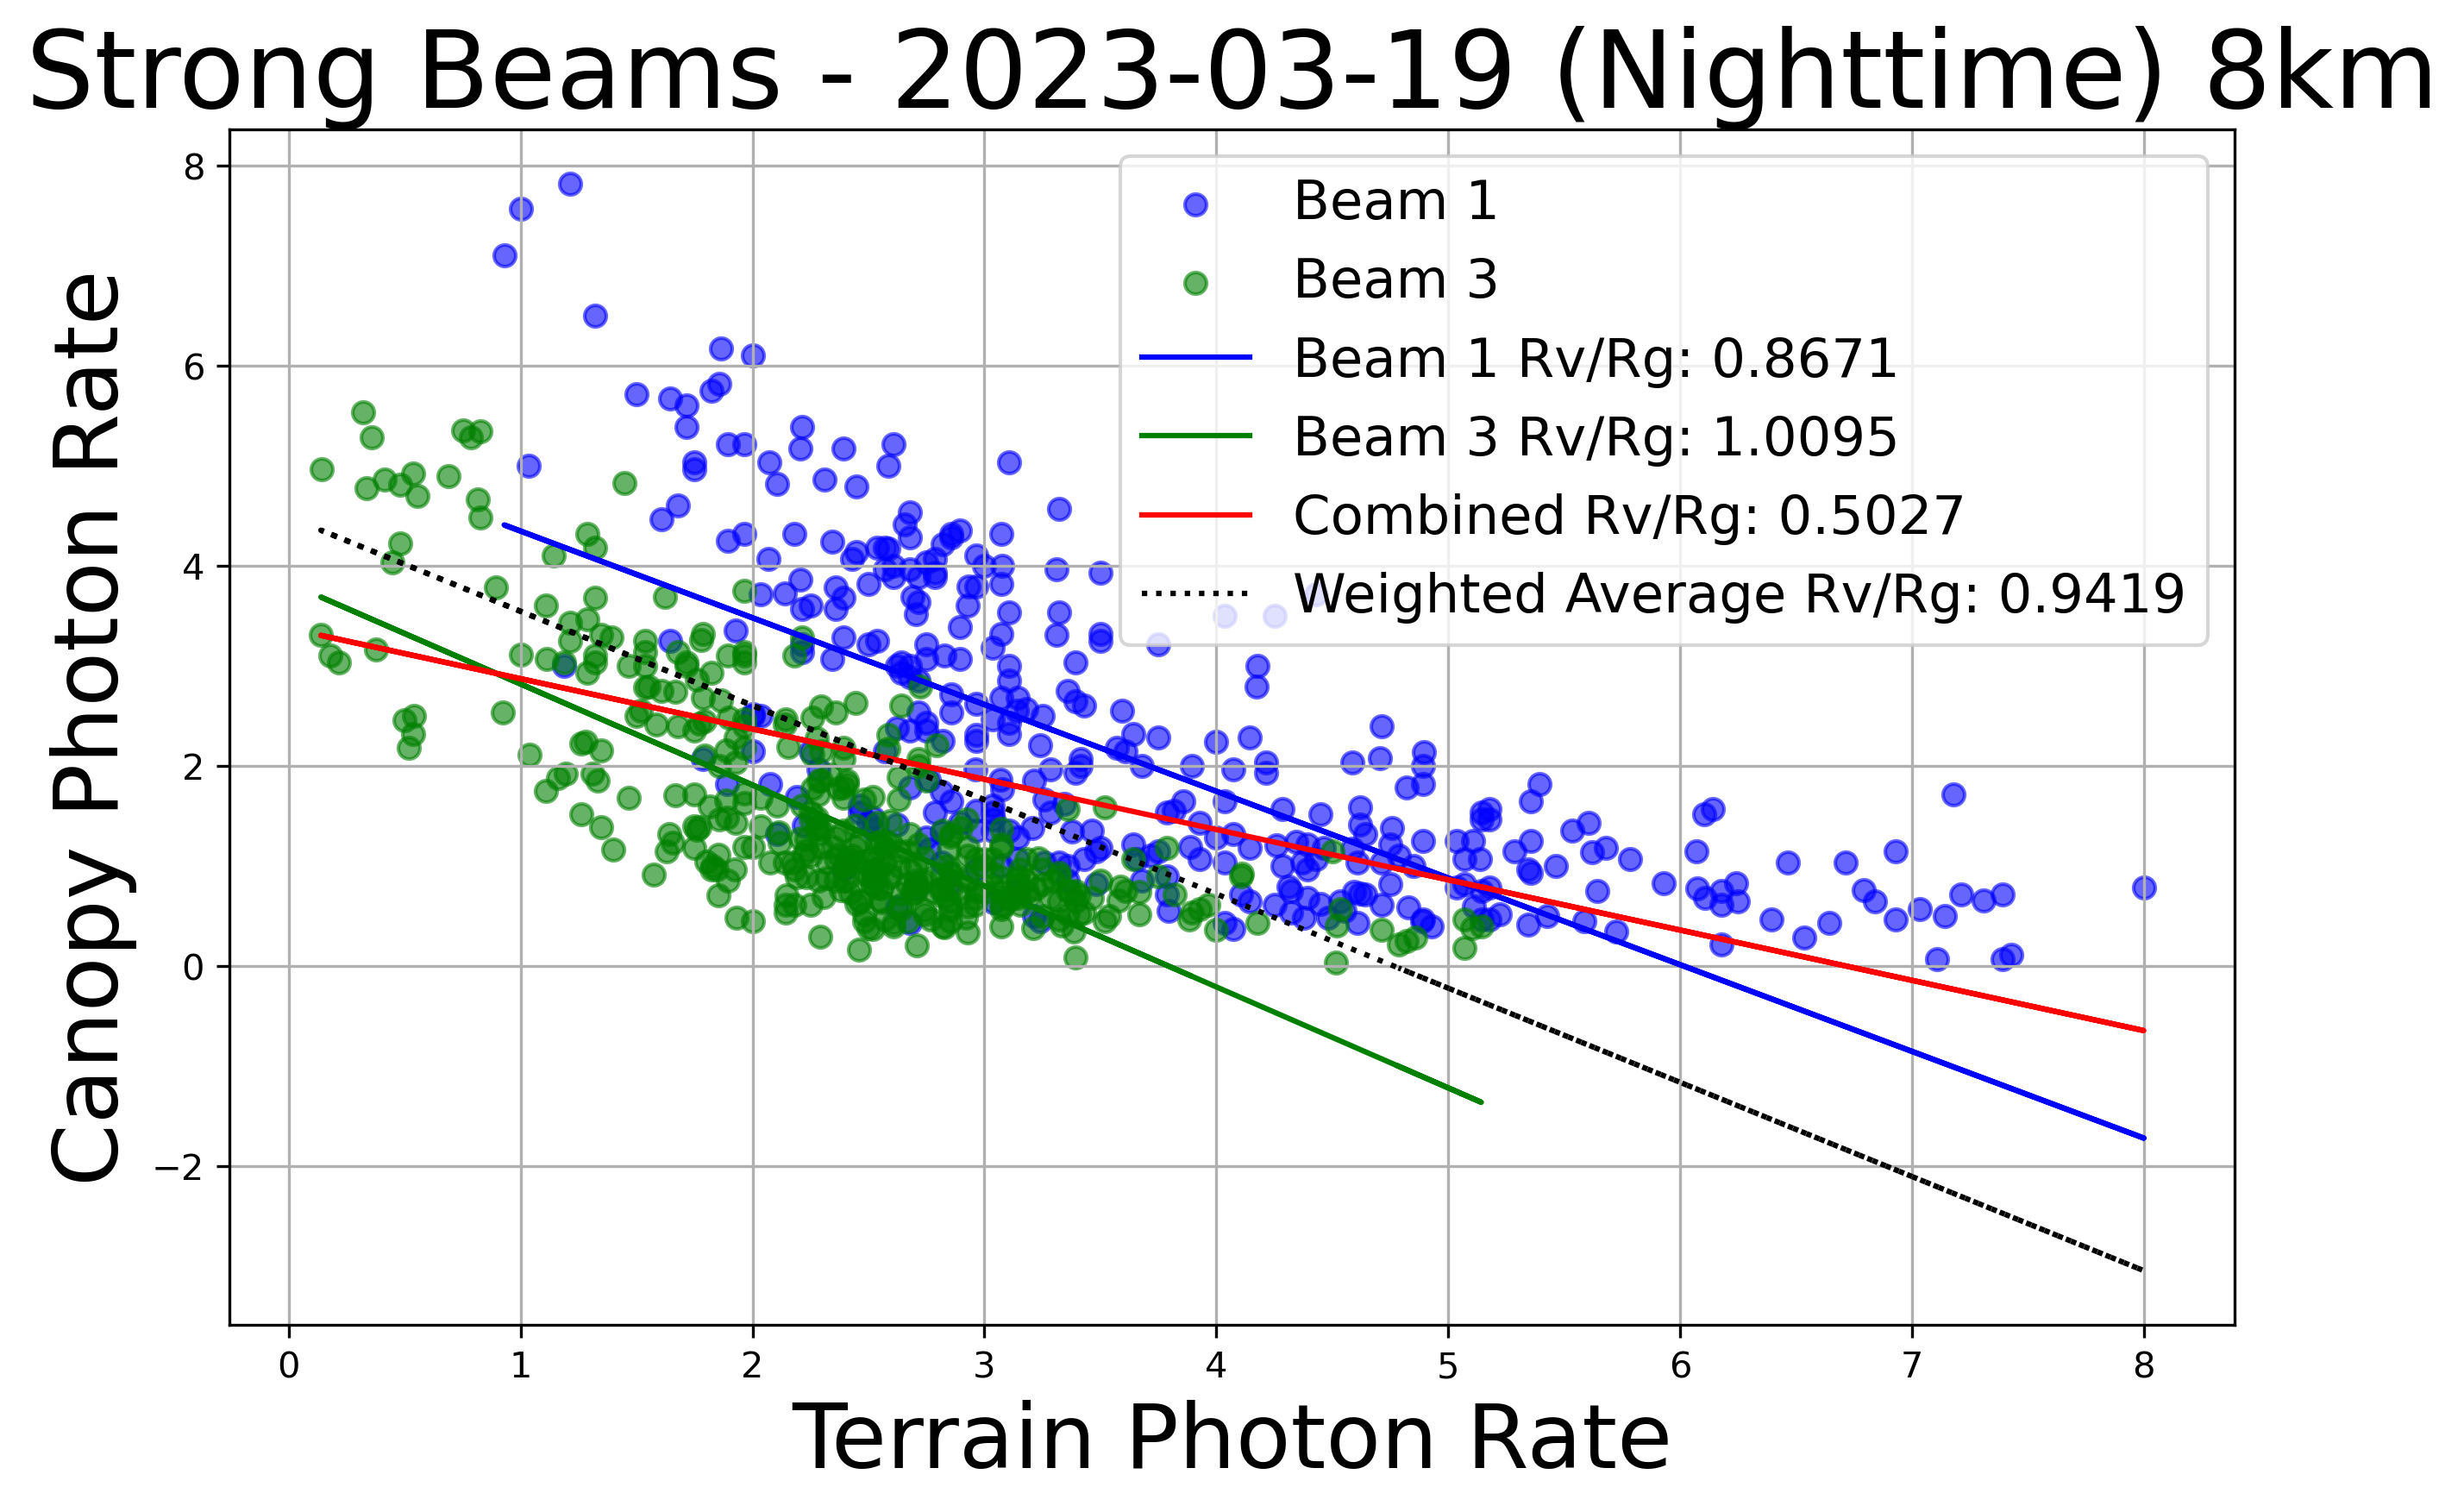 Strong Beams - 2023-03-19 (Nighttime) 8km
Canopy Photon Rate
8
6
4
2
0
−2
Beam 1
Beam 3
Beam 1 Rv/Rg: 0.8671
Beam 3 Rv/Rg: 1.0095
Combined Rv/Rg: 0.5027
Weighted Average Rv/Rg: 0.9419
0 1 2 3 4 5 6 7 8
Terrain Photon Rate